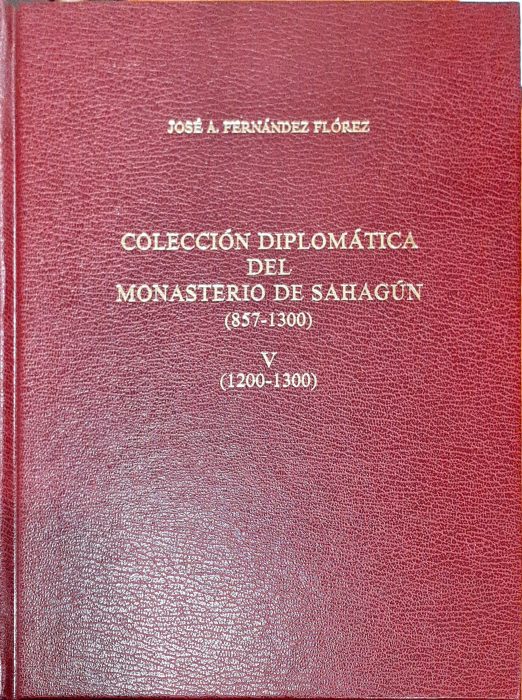 JOSÉ A. FERNÁNDEZ FLÓREZ
COLECCIÓN DIPLOMÁTICA
DEL
MONASTERIO DE SAHAGÚN
(857-1300)
V
(1200-1300)